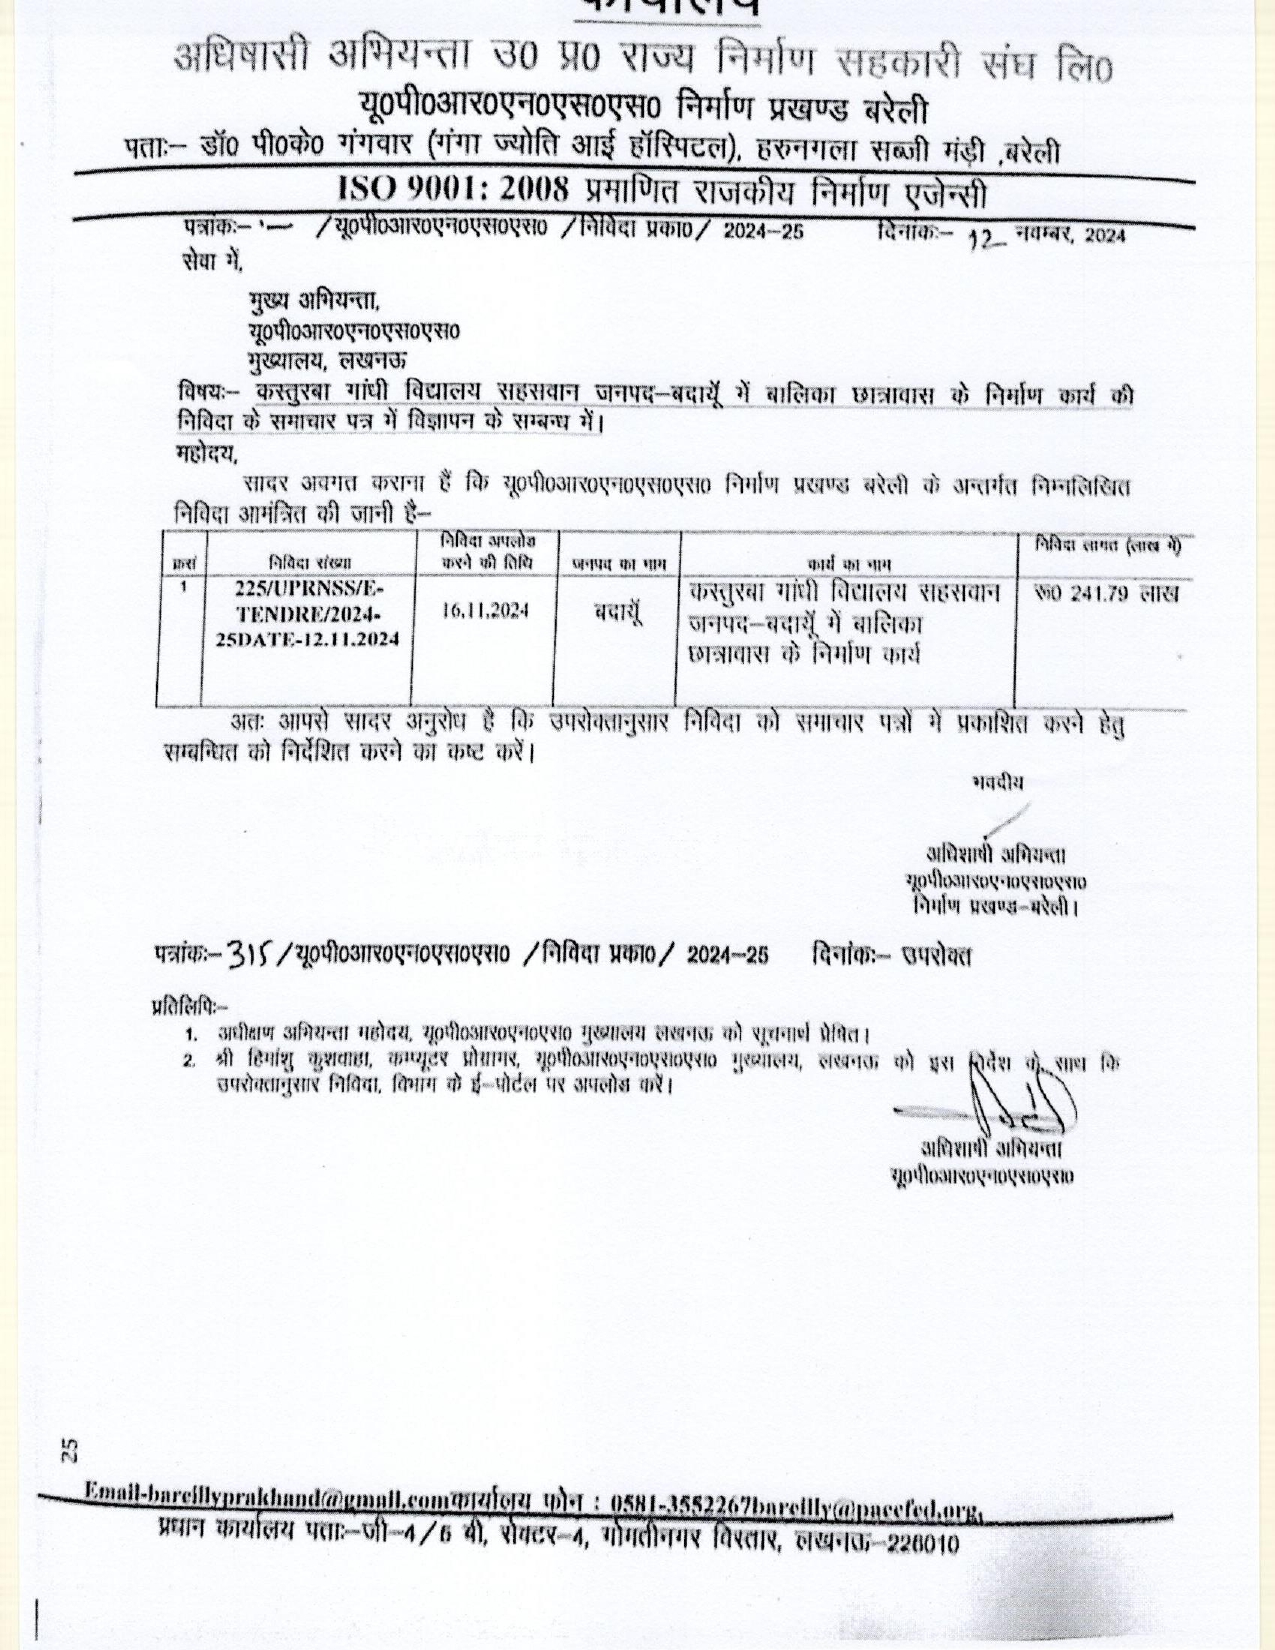 कार्यालय
अधिषासी अभियन्ता उ0 प्र0 राज्य निर्माण सहकारी संघ लि0
यू0पी0आर0एन0एस0एस0 निर्माण प्रखण्ड बरेली
पताः– डॉ0 पी0के0 गंगवार (गंगा ज्योति आई हॉस्पिटल), हरुनगला सब्जी मंड़ी ,बरेली
ISO 9001: 2008 प्रमाणित राजकीय निर्माण एजेन्सी
पत्रांकः– /यू0पी0आर0एन0एस0एस0 /निविदा प्रका0/ 2024–25 दिनांकः– 12 नवम्बर, 2024
सेवा में,
मुख्य अभियन्ता,
यू0पी0आर0एन0एस0एस0
मुख्यालय, लखनऊ
विषयः– कस्तुरबा गांधी विद्यालय सहसवान जनपद–बदायूँ में बालिका छात्रावास के निर्माण कार्य की
निविदा के समाचार पत्र में विज्ञापन के सम्बन्ध में।
महोदय,
सादर अवगत कराना हैं कि यू0पी0आर0एन0एस0एस0 निर्माण प्रखण्ड बरेली के अन्तर्गत निम्नलिखित
निविदा आमंत्रित की जानी है–
क्रसं निविदा संख्या निविदा अपलोड करने की तिथि जनपद का नाम कार्य का नाम निविदा लागत (लाख में)
1 225/UPRNSS/E-TENDRE/2024-25DATE-12.11.2024 16.11.2024 बदायूँ कस्तुरबा गांधी विद्यालय सहसवान रू0 241.79 लाख
जनपद–बदायूँ में बालिका
छात्रावास के निर्माण कार्य
अतः आपसे सादर अनुरोध है कि उपरोक्तानुसार निविदा को समाचार पत्रों में प्रकाशित करने हेतु
सम्बन्धित को निर्देशित करने का कष्ट करें।
भवदीय
अधिशाषी अभियन्ता
यू0पी0आर0ए0एन0एस0एस0
निर्माण प्रखण्ड–बरेली।
पत्रांकः–315/यू0पी0आर0एन0एस0एस0 /निविदा प्रका0/ 2024–25 दिनांकः– उपरोक्त
प्रतिलिपिः–
1. अधीक्षण अभियन्ता महोदय, यू0पी0आर0एन0एस0 मुख्यालय लखनऊ को सूचनार्थ प्रेषित।
2. श्री हिमांशु कुशवाहा, कम्प्यूटर प्रोग्रामर, यू0पी0आर0एन0एस0एस0 मुख्यालय, लखनऊ को इस निर्देश के साथ कि
उपरोक्तानुसार निविदा, विभाग के ई–पोर्टल पर अपलोड करें।
अधिशाषी अभियन्ता
यू0पी0आर0एन0एस0एस0
25
Email-bareillyprakhand@gmail.comकार्यालय फोन : 0581-3552267bareilly@paccfed.org,
प्रधान कार्यालय पताः–जी–4/6 बी, सेक्टर–4, गोमतीनगर विस्तार, लखनऊ–226010